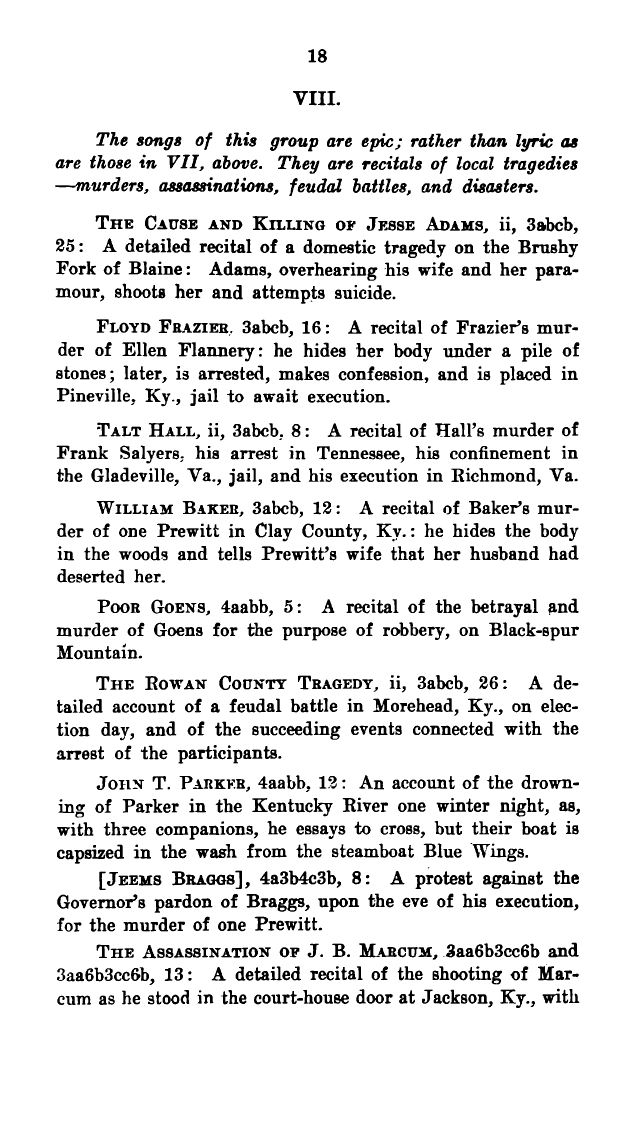 18
VIII.
The songs of this group are epic; rather than lyric as
are those in VII, above. They are recitals of local tragedies
—murders, assassinations, feudal battles, and disasters.
THE CAUSE AND KILLING OF JESSE ADAMS, ii, 3abcb,
25: A detailed recital of a domestic tragedy on the Brushy
Fork of Blaine: Adams, overhearing his wife and her para-
mour, shoots her and attempts suicide.
FLOYD FRAZIER, 3abcb, 16: A recital of Frazier's mur-
der of Ellen Flannery: he hides her body under a pile of
stones; later, is arrested, makes confession, and is placed in
Pineville, Ky., jail to await execution.
TALT HALL, ii, 3abcb, 8: A recital of Hall's murder of
Frank Salyers, his arrest in Tennessee, his confinement in
the Gladeville, Va., jail, and his execution in Richmond, Va.
WILLIAM BAKER, 3abcb, 12: A recital of Baker's mur-
der of one Prewitt in Clay County, Ky.: he hides the body
in the woods and tells Prewitt's wife that her husband had
deserted her.
POOR GOENS, 4aabb, 5: A recital of the betrayal and
murder of Goens for the purpose of robbery, on Black-spur
Mountain.
THE ROWAN COUNTY TRAGEDY, ii, 3abcb, 26: A de-
tailed account of a feudal battle in Morehead, Ky., on elec-
tion day, and of the succeeding events connected with the
arrest of the participants.
JOHN T. PARKER, 4aabb, 12: An account of the drown-
ing of Parker in the Kentucky River one winter night, as,
with three companions, he essays to cross, but their boat is
capsized in the wash from the steamboat Blue Wings.
[JEEMS BRAGGS], 4a3b4c3b, 8: A protest against the
Governor's pardon of Braggs, upon the eve of his execution,
for the murder of one Prewitt.
THE ASSASSINATION OF J. B. MARCUM, 3aa6b3cc6b and
3aa6b3cc6b, 13: A detailed recital of the shooting of Mar-
cum as he stood in the court-house door at Jackson, Ky., with